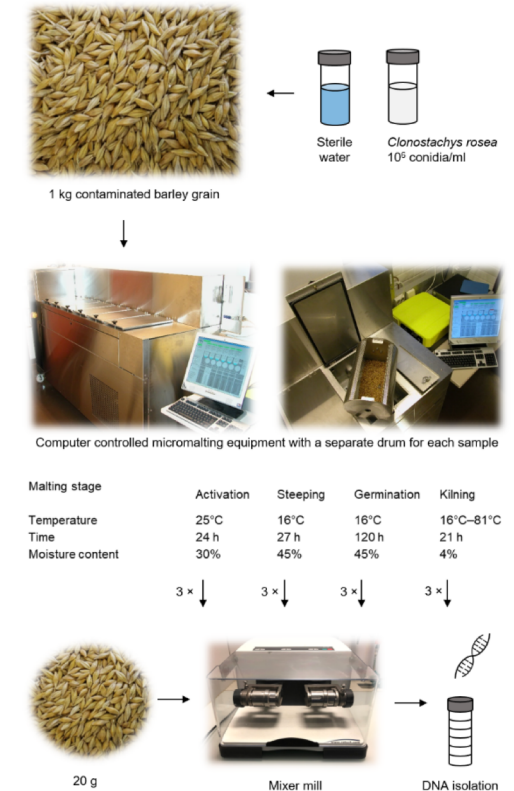 Sterile
water
Clonostachys rosea
10⁶ conidia/ml
1 kg contaminated barley grain
Computer controlled micromalting equipment with a separate drum for each sample
Malting stage
Activation Steeping Germination Kilning
Temperature 25°C 16°C 16°C 16°C–81°C
Time 24 h 27 h 120 h 21 h
Moisture content 30% 45% 45% 4%
3 × 3 × 3 × 3 ×
20 g
Mixer mill
DNA isolation